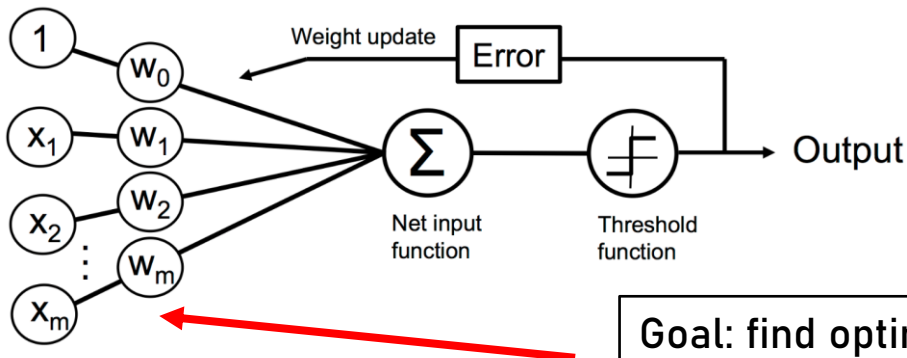 1
w0
Weight update
Error
x1
w1
Σ
Output
x2
w2
Net input
function
Threshold
function
⋮
wm
xm
Goal: find